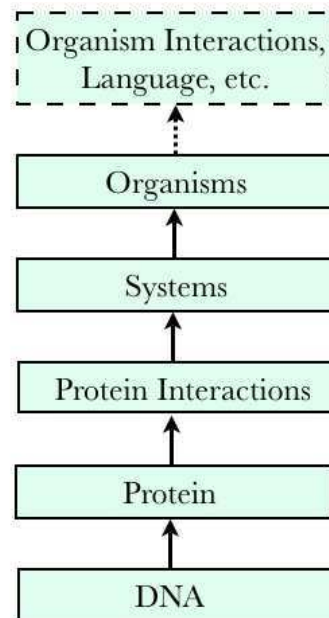 Organism Interactions,
Language, etc.
Organisms
Systems
Protein Interactions
Protein
DNA